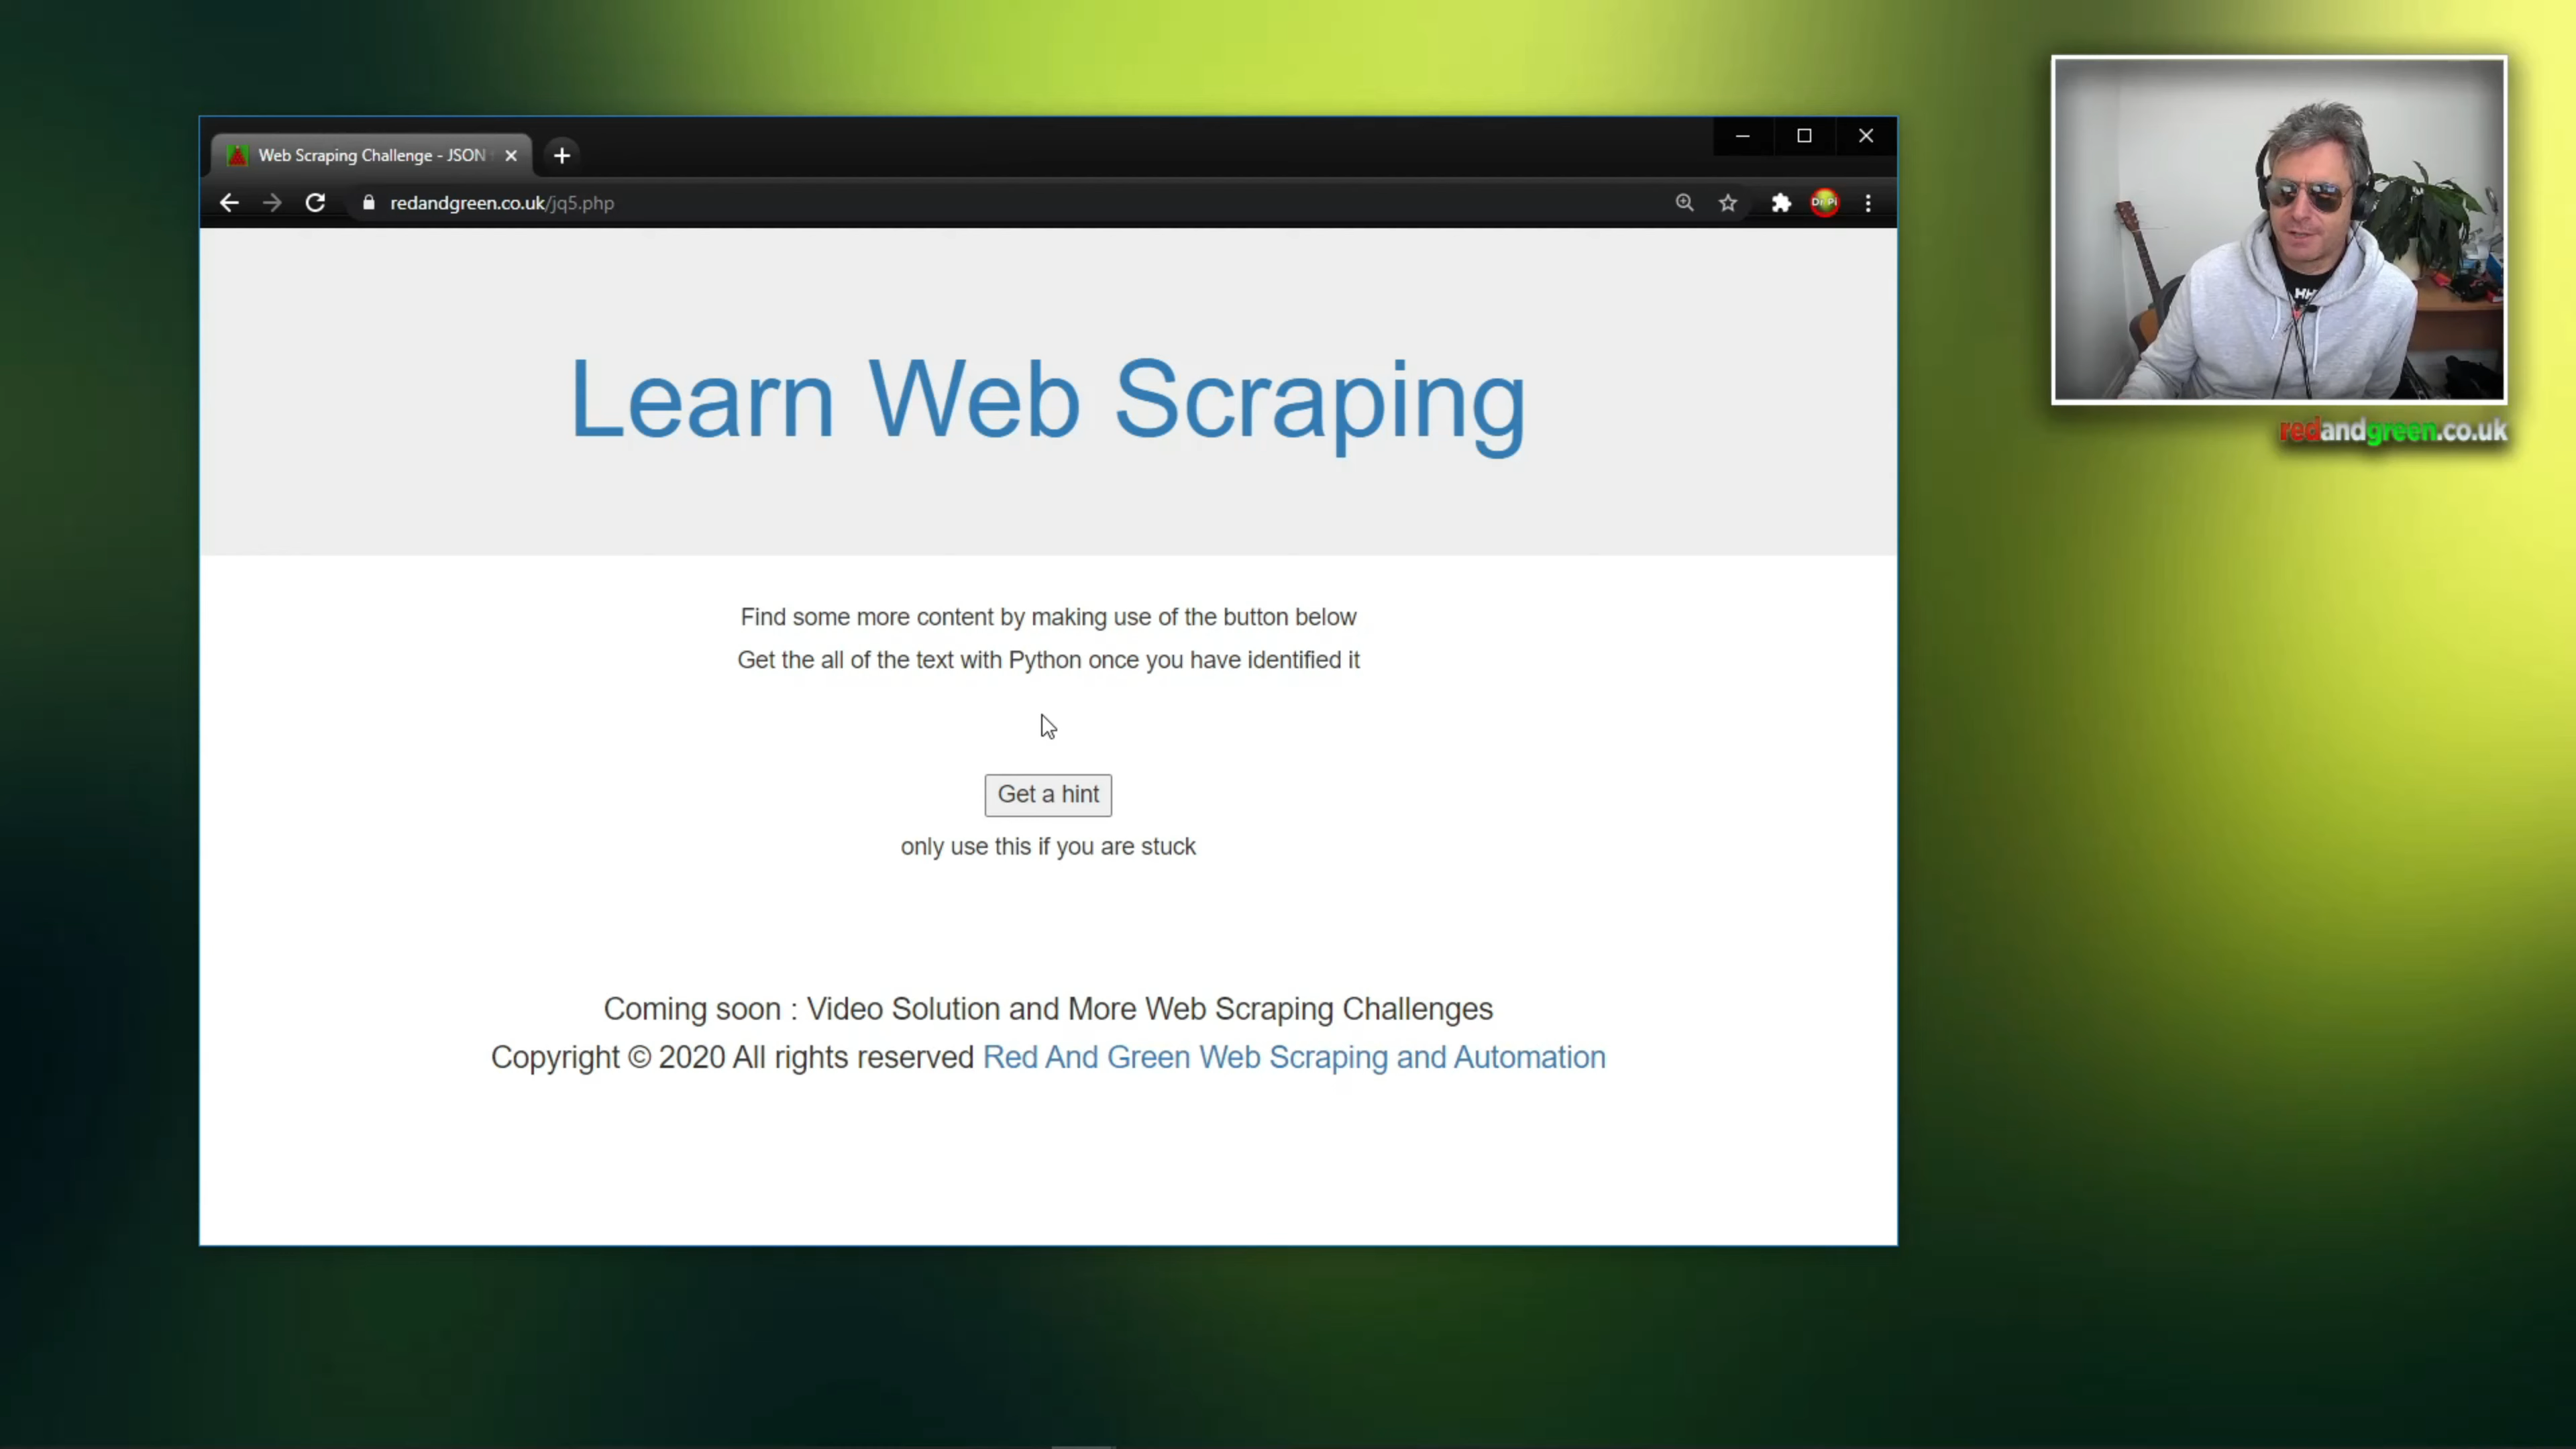 Web Scraping Challenge - JSON
redandgreen.co.uk/jq5.php
Dr Pi
Learn Web Scraping
Find some more content by making use of the button below
Get the all of the text with Python once you have identified it
Get a hint
only use this if you are stuck
Coming soon : Video Solution and More Web Scraping Challenges
Copyright © 2020 All rights reserved Red And Green Web Scraping and Automation
HH
redandgreen.co.uk